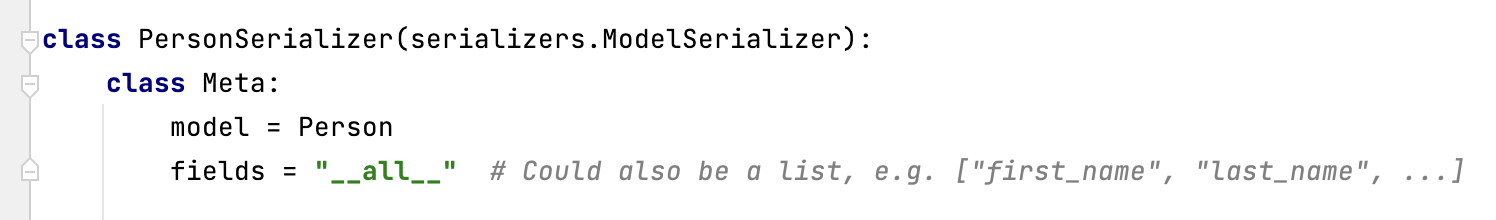 class PersonSerializer(serializers.ModelSerializer):
    class Meta:
        model = Person
        fields = "__all__"  # Could also be a list, e.g. ["first_name", "last_name", ...]